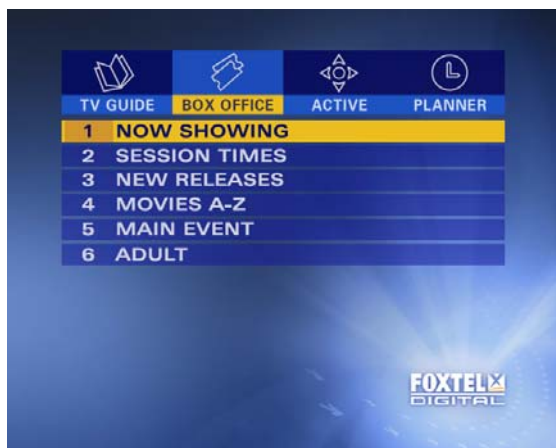 TV GUIDE BOX OFFICE ACTIVE PLANNER
1 NOW SHOWING
2 SESSION TIMES
3 NEW RELEASES
4 MOVIES A-Z
5 MAIN EVENT
6 ADULT
FOXTEL
DIGITAL